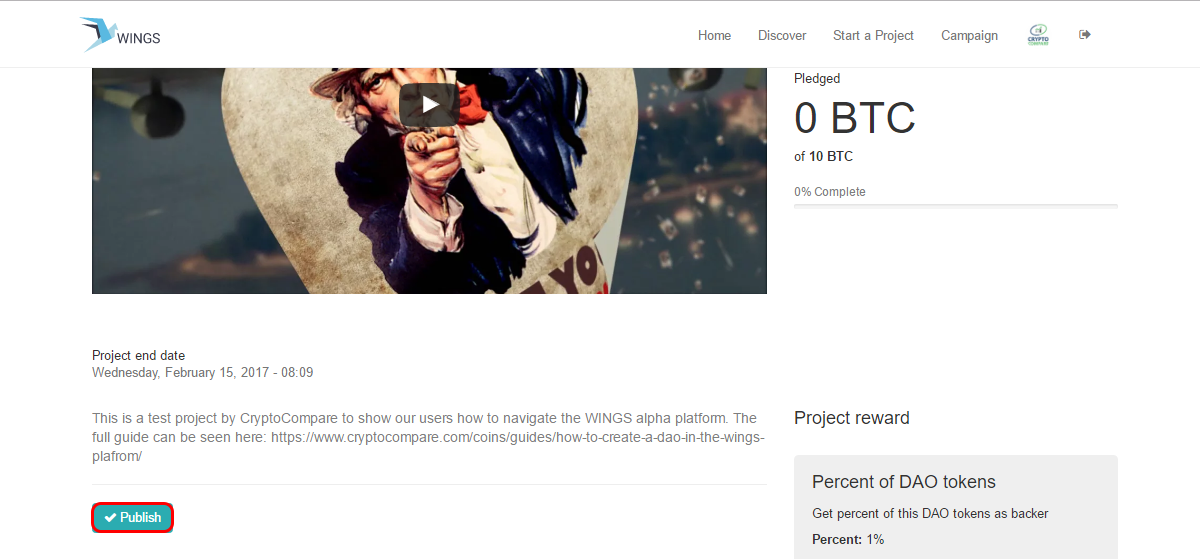 WINGS
Home Discover Start a Project Campaign CRYPTO COMPARE
Pledged
0 BTC
of 10 BTC
0% Complete
YO
Project end date
Wednesday, February 15, 2017 - 08:09
This is a test project by CryptoCompare to show our users how to navigate the WINGS alpha platform. The
full guide can be seen here: https://www.cryptocompare.com/coins/guides/how-to-create-a-dao-in-the-wings-
plafrom/
Publish
Project reward
Percent of DAO tokens
Get percent of this DAO tokens as backer
Percent: 1%